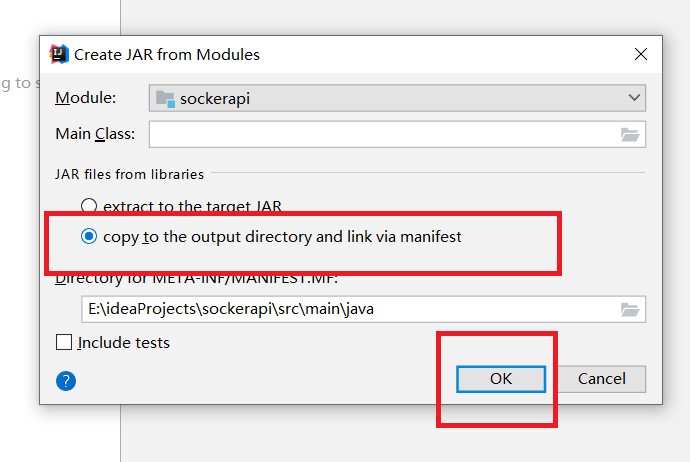 ng to s
Create JAR from Modules
Module: sockerapi
Main Class:
JAR files from libraries
extract to the target JAR
copy to the output directory and link via manifest
Directory for META-INF/MANIFEST.MF:
E:\ideaProjects\sockerapi\src\main\java
Include tests
? OK Cancel